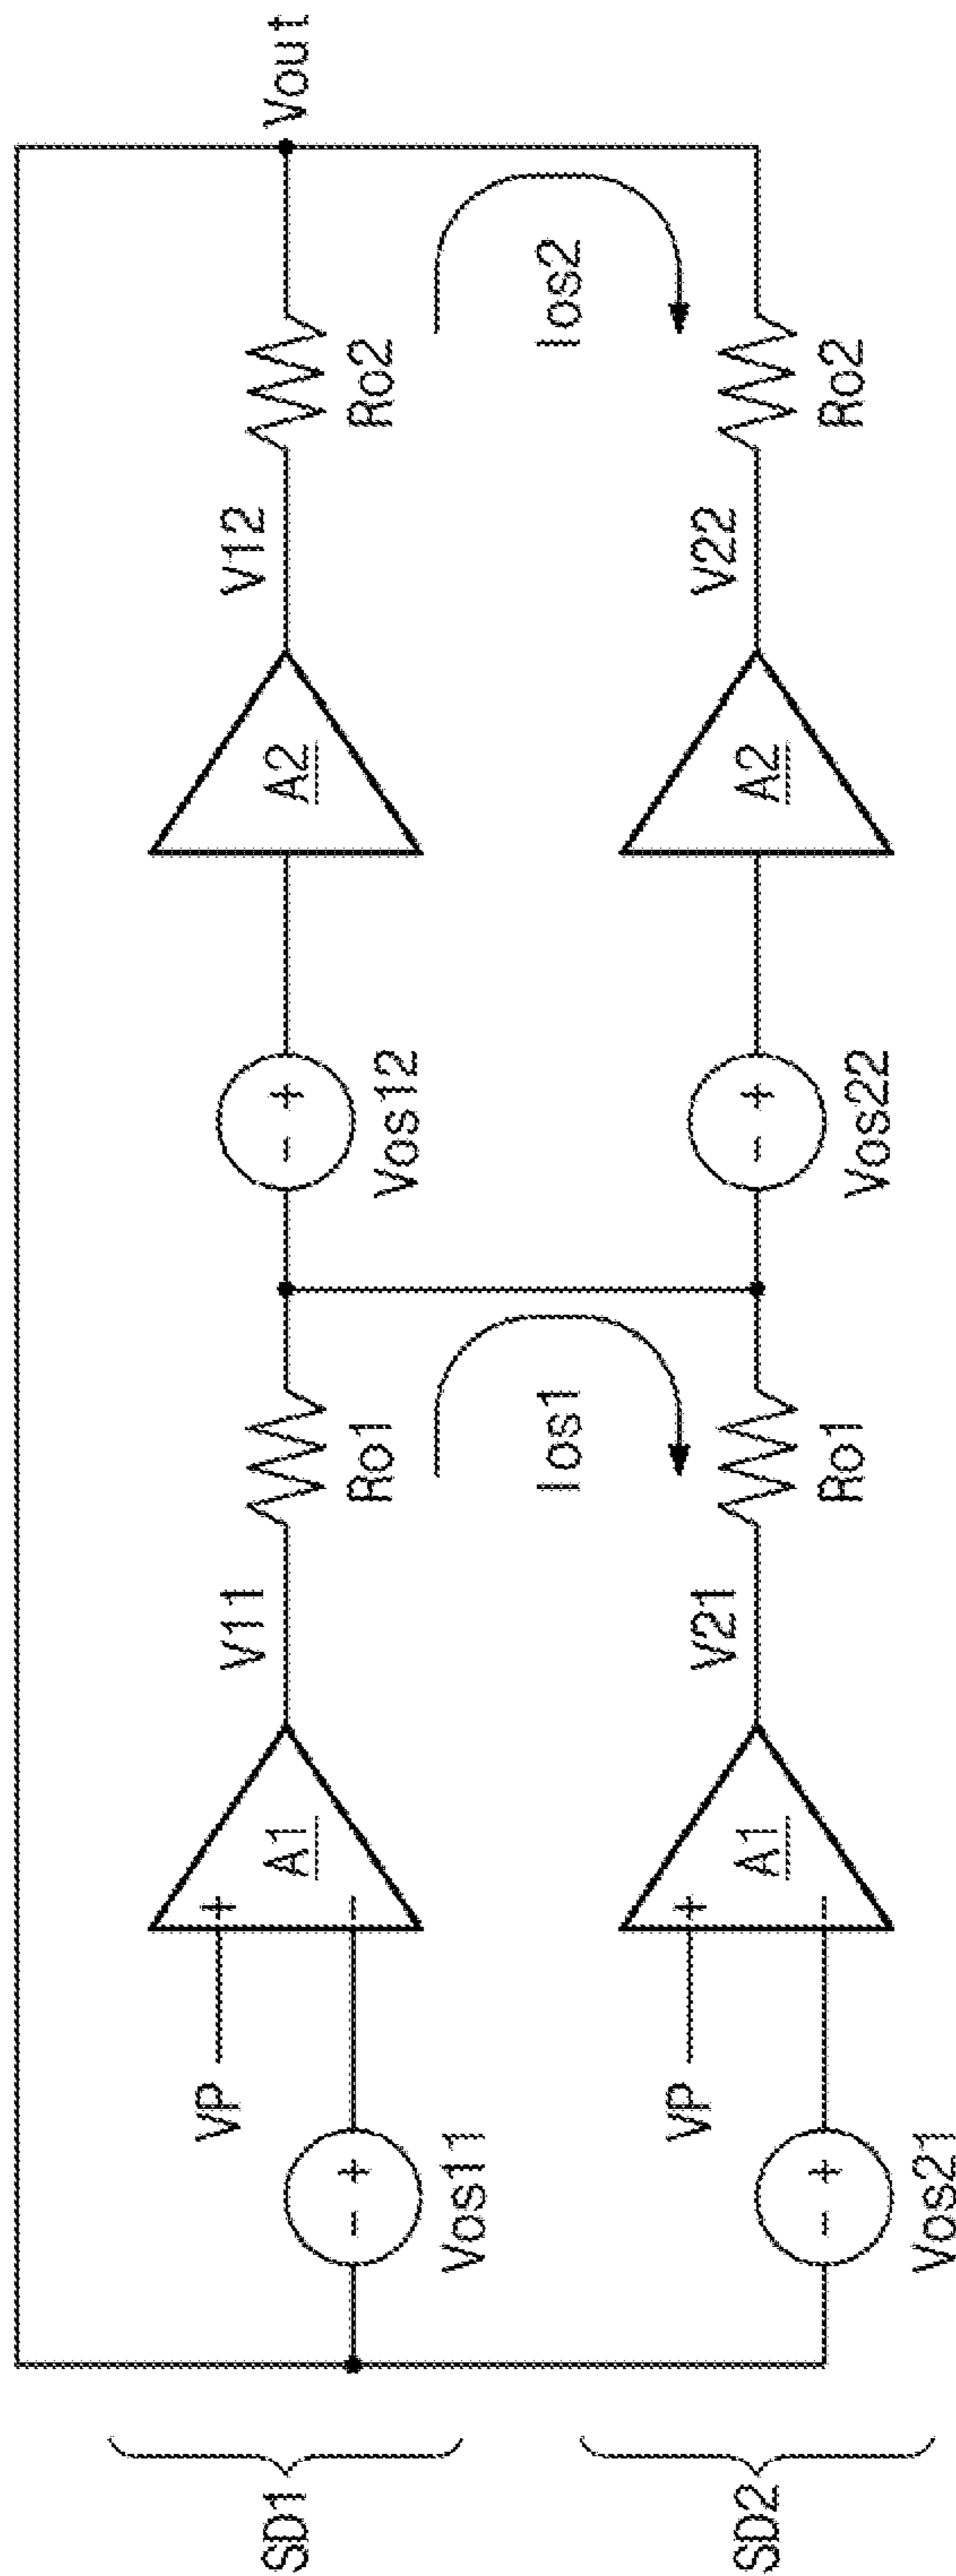 SD1
VP
+
-
A1
- +
Vos11
V11
Ro1
- +
Vos12
A2
V12
Ro2
Vout
Ios1
Ios2
SD2
VP
+
-
A1
- +
Vos21
V21
Ro1
- +
Vos22
A2
V22
Ro2